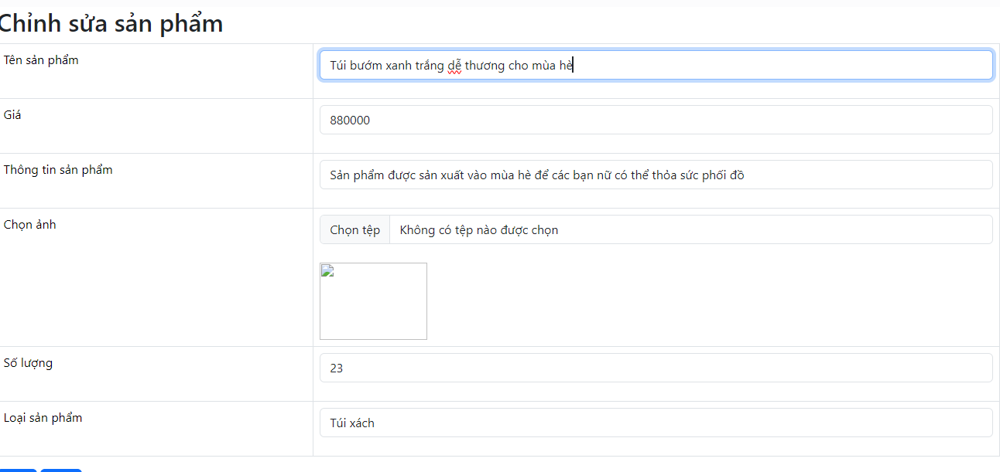 Chỉnh sửa sản phẩm
Tên sản phẩm
Túi bướm xanh trắng dễ thương cho mùa hè
Giá
880000
Thông tin sản phẩm
Sản phẩm được sản xuất vào mùa hè để các bạn nữ có thể thỏa sức phối đồ
Chọn ảnh
Chọn tệp Không có tệp nào được chọn
Số lượng
23
Loại sản phẩm
Túi xách